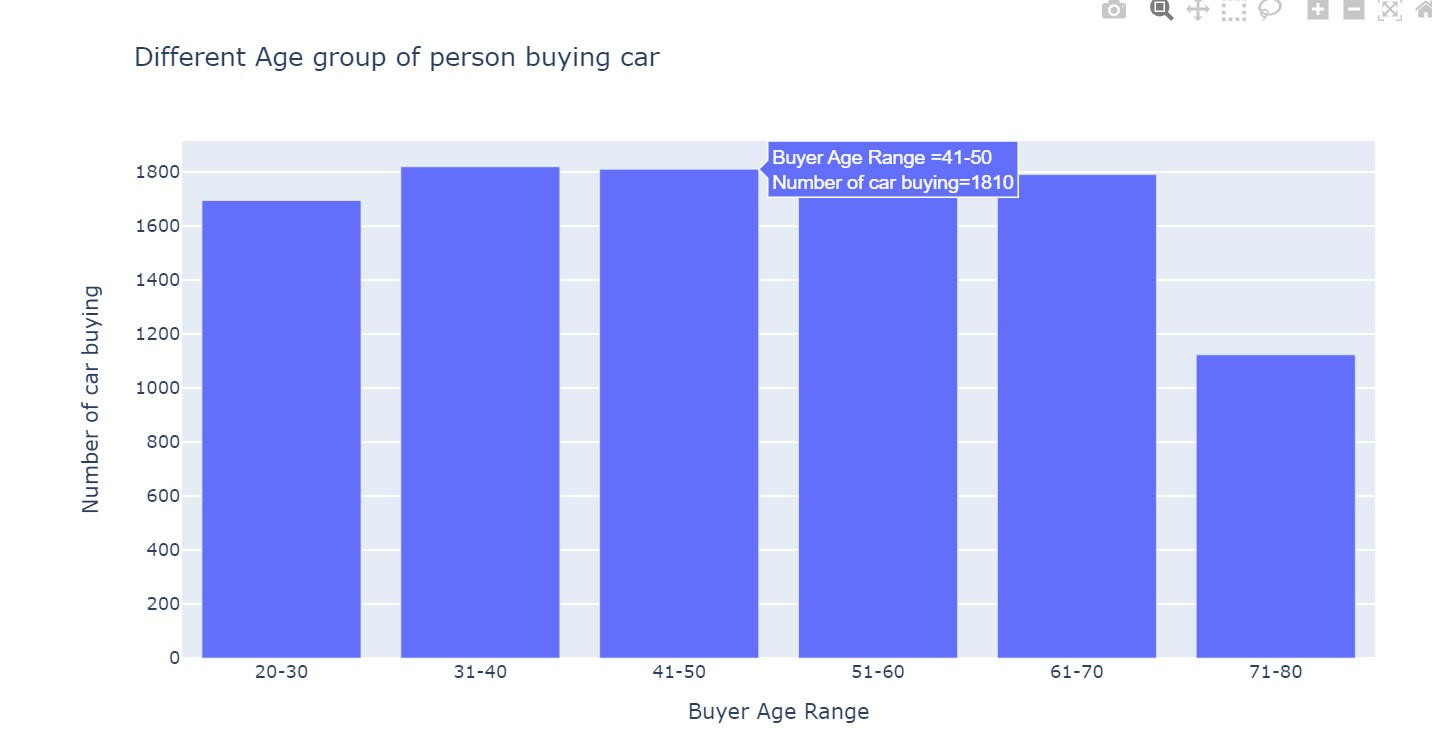 Different Age group of person buying car
Buyer Age Range =41-50
Number of car buying=1810
1800
1600
1400
1200
1000
800
600
400
200
0
Number of car buying
20-30 31-40 41-50 51-60 61-70 71-80
Buyer Age Range